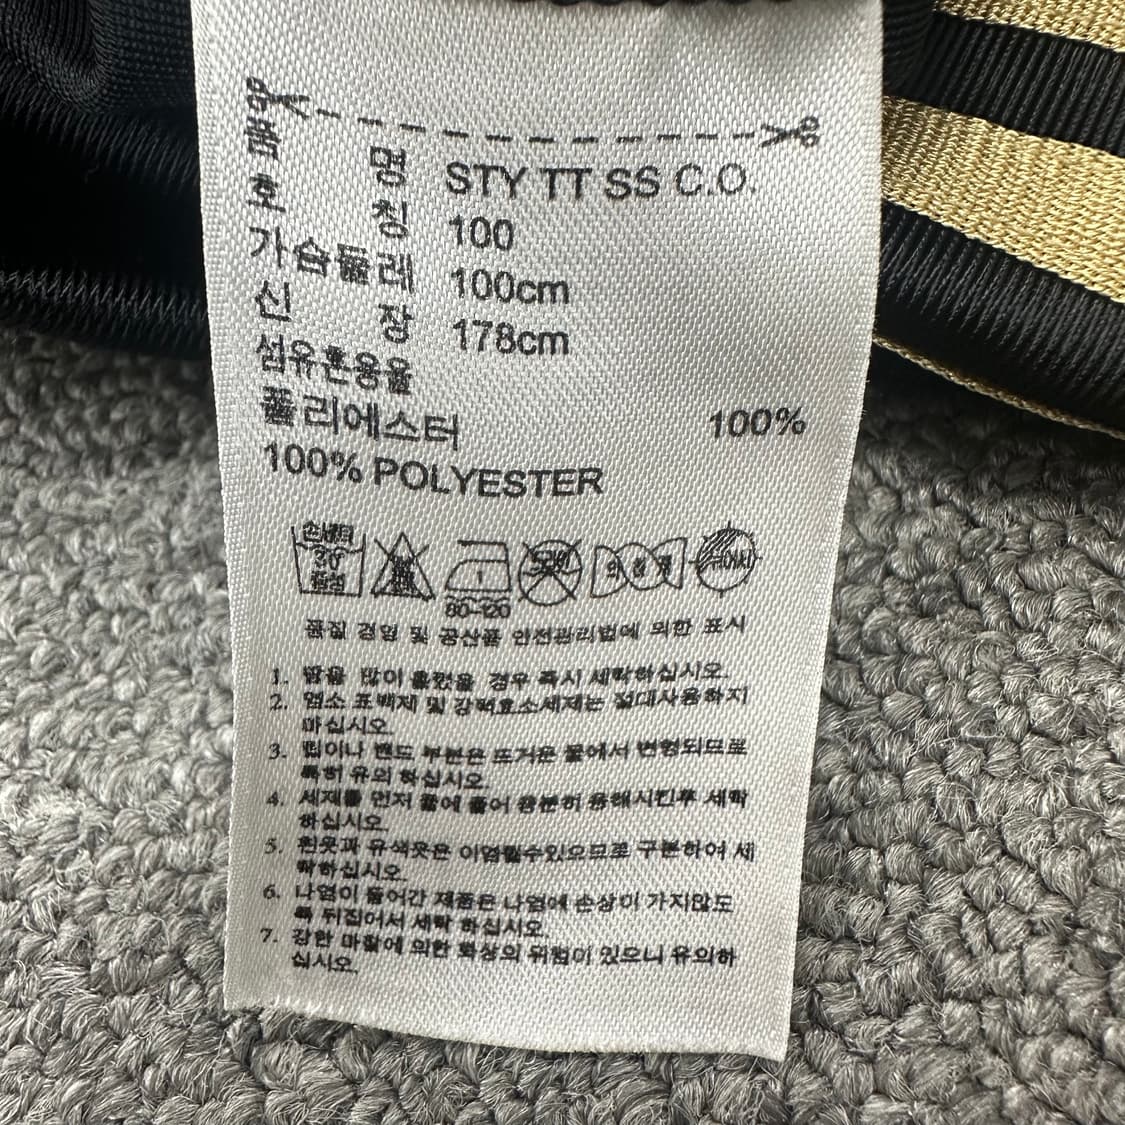 품 명 STY TT SS C.O.
호 칭 100
가슴둘레 100cm
신 장 178cm
섬유혼용율
폴리에스터 100%
100% POLYESTER
손세탁
30°
중성
80~120
품질 경영 및 공산품 안전관리법에 의한 표시
1. 땀을 많이 흘렸을 경우 즉시 세탁하십시오.
2. 염소 표백제 및 강력효소세제는 절대사용하지
마십시오.
3. 립이나 밴드 부분은 뜨거운 물에서 변형되므로
특히 유의 하십시오.
4. 세제를 먼저 물에 풀어 충분히 용해시킨후 세탁
하십시오.
5. 흰옷과 유색옷은 이염될수있으므로 구분하여 세
탁하십시오.
6. 나염이 들어간 제품은 나염에 손상이 가지않도
록 뒤집어서 세탁 하십시오.
7. 강한 마찰에 의한 화상의 위험이 있으니 유의하
십시오.